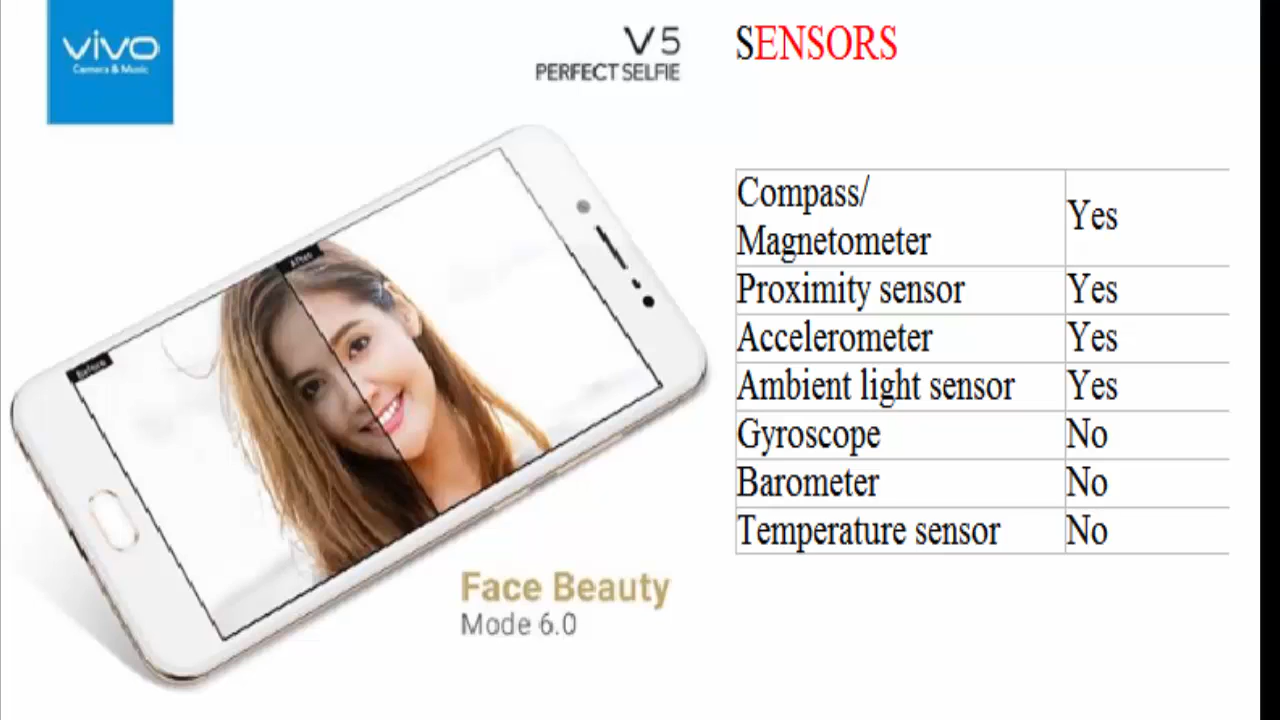 vivo
Camera & Music
V5
PERFECT SELFIE
SENSORS
Compass/
Magnetometer Yes
Proximity sensor Yes
Accelerometer Yes
Ambient light sensor Yes
Gyroscope No
Barometer No
Temperature sensor No
Before
After
Face Beauty
Mode 6.0